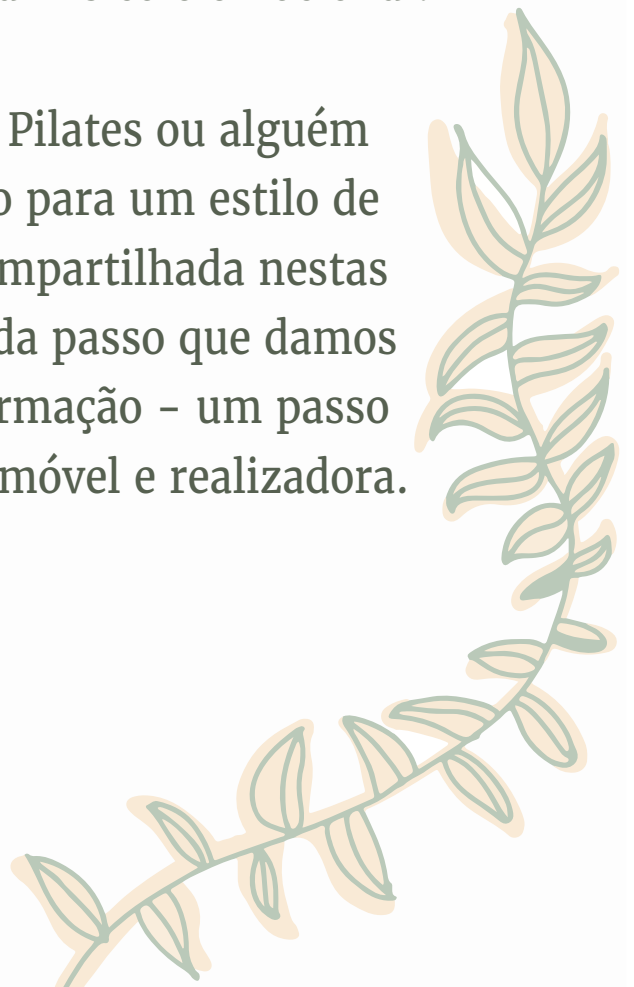 Pilates ou alguém
o para um estilo de
mpartilhada nestas
da passo que damos
rmação – um passo
móvel e realizadora.